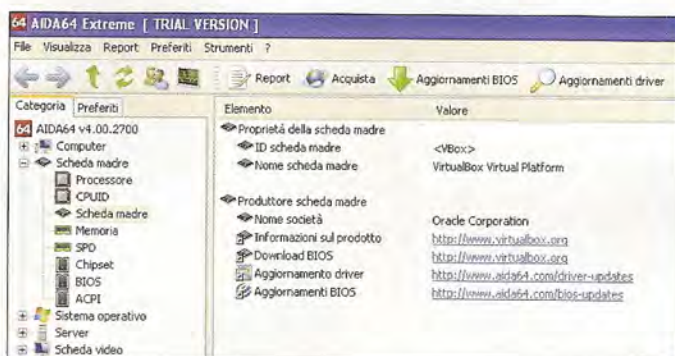 64 AIDA64 Extreme [ TRIAL VERSION ]
File Visualizza Report Preferiti Strumenti ?
Report Acquista Aggiornamenti BIOS Aggiornamenti driver
Categoria Preferiti
64 AIDA64 v4.00.2700
Computer
Scheda madre
Processore
CPUID
Scheda madre
Memoria
SPD
Chipset
BIOS
ACPI
Sistema operativo
Server
Scheda video
Elemento Valore
Proprietà della scheda madre
ID scheda madre <VBox>
Nome scheda madre VirtualBox Virtual Platform
Produttore scheda madre
Nome società Oracle Corporation
Informazioni sul prodotto http://www.virtualbox.org
Download BIOS http://www.virtualbox.org
Aggiornamento driver http://www.aida64.com/driver-updates
Aggiornamenti BIOS http://www.aida64.com/bios-updates